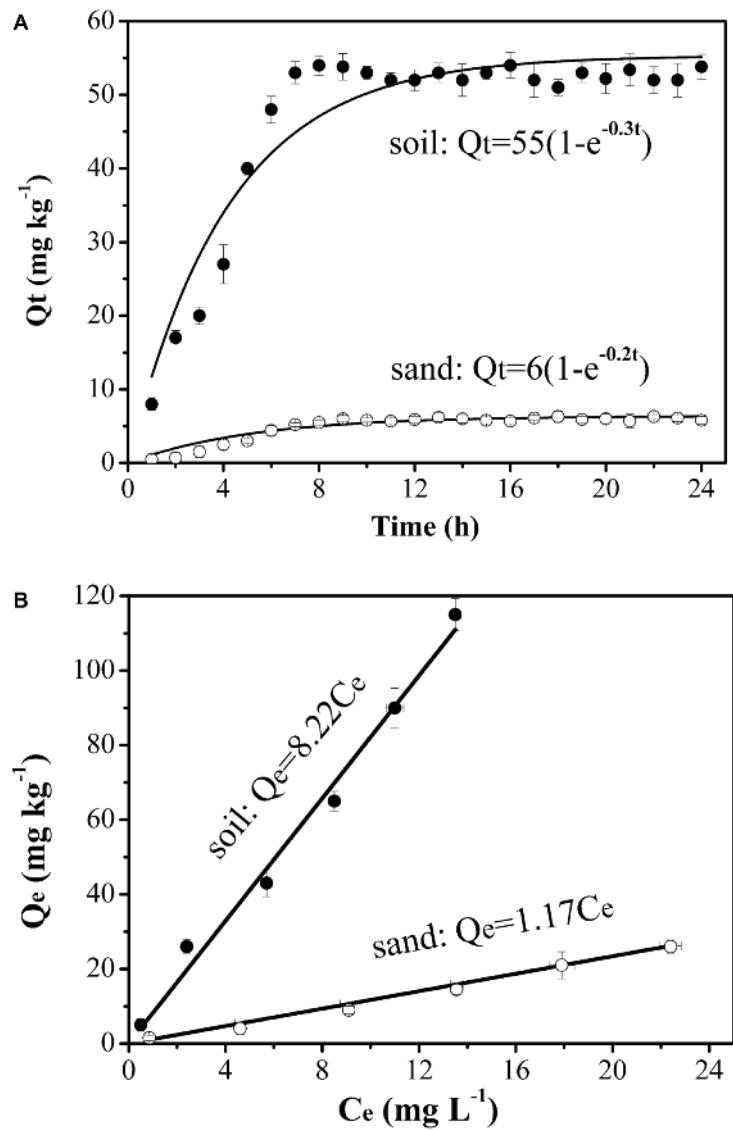 A
60
50
40
30
20
10
0
Qt (mg kg⁻¹)
soil: Qt=55(1-e⁻⁰·³ᵗ)
sand: Qt=6(1-e⁻⁰·²ᵗ)
0 4 8 12 16 20 24
Time (h)
B
120
100
80
60
40
20
0
Qe (mg kg⁻¹)
soil: Qe=8.22Ce
sand: Qe=1.17Ce
0 4 8 12 16 20 24
Ce (mg L⁻¹)